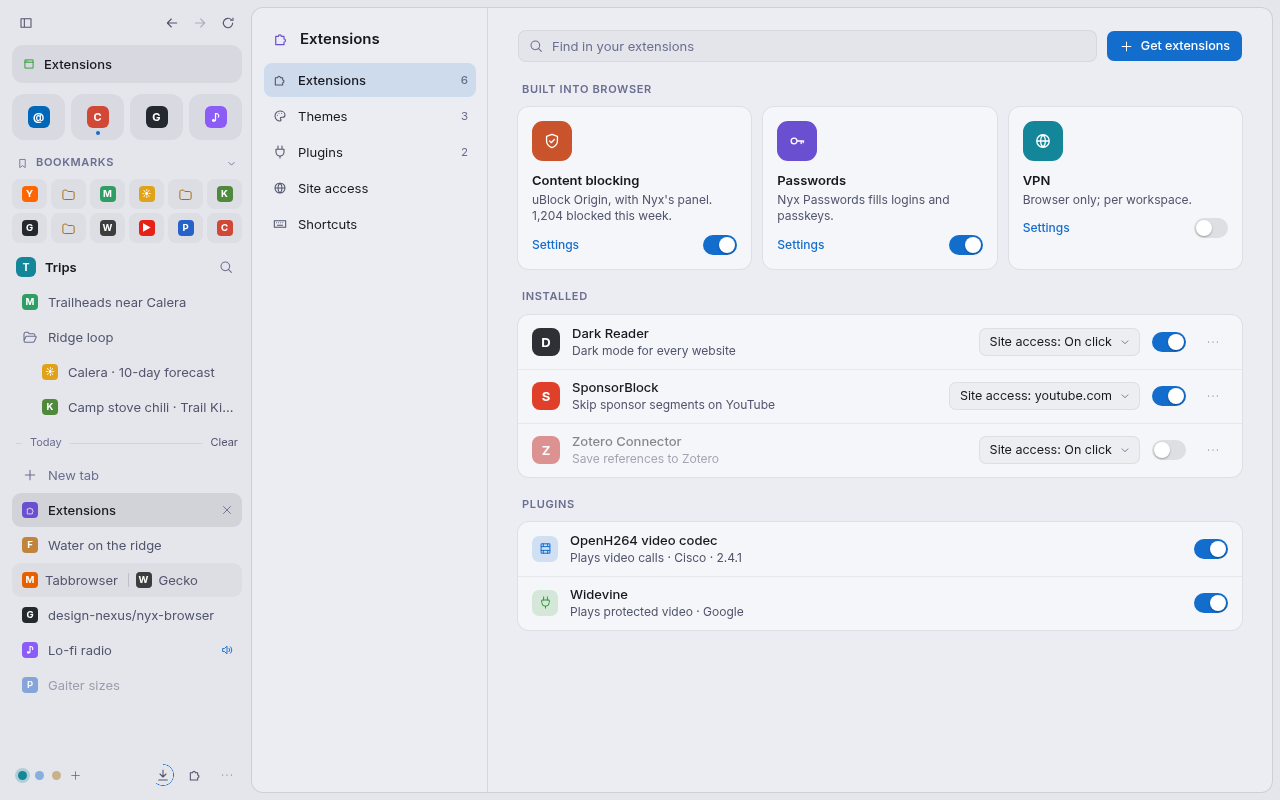 Extensions
@
C
G
BOOKMARKS
Y
M
K
G
W
P
C
T Trips
M Trailheads near Calera
Ridge loop
Calera · 10-day forecast
K Camp stove chili · Trail Ki...
Today
Clear
New tab
Extensions
F Water on the ridge
M Tabbrowser
W Gecko
G design-nexus/nyx-browser
Lo-fi radio
P Gaiter sizes
Extensions
Extensions 6
Themes 3
Plugins 2
Site access
Shortcuts
Find in your extensions
Get extensions
BUILT INTO BROWSER
Content blocking
uBlock Origin, with Nyx's panel.
1,204 blocked this week.
Settings
Passwords
Nyx Passwords fills logins and
passkeys.
Settings
VPN
Browser only; per workspace.
Settings
INSTALLED
D
Dark Reader
Dark mode for every website
Site access: On click
S
SponsorBlock
Skip sponsor segments on YouTube
Site access: youtube.com
Z
Zotero Connector
Save references to Zotero
Site access: On click
PLUGINS
OpenH264 video codec
Plays video calls · Cisco · 2.4.1
Widevine
Plays protected video · Google